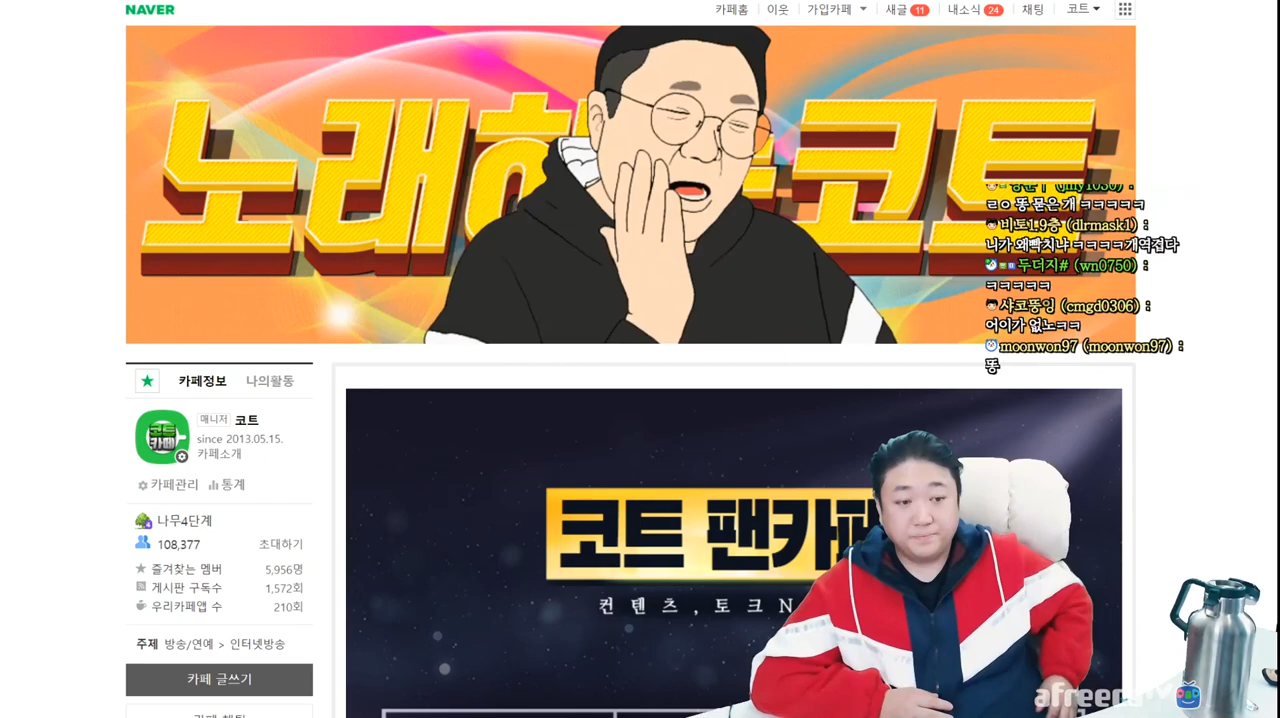 NAVER
카페홈 이웃 가입카페 새글 11 내소식 24 채팅 코트
노래하 코트
ㄹㅇ 똥 묻은 개 ㅋㅋㅋㅋㅋ
비토1.9층 (dlrmask1) :
니가 왜빡치냐 ㅋㅋㅋㅋ개역겹다
두더지# (wn0750) :
ㅋㅋㅋㅋㅋ
샤코뚱잉 (cmgd0306) :
어이가 없노ㅋㅋ
moonwon97 (moonwon97) :
똥
카페정보 나의활동
매니저 코트
since 2013.05.15.
카페소개
카페관리 통계
나무4단계
108,377 초대하기
즐겨찾는 멤버 5,956명
게시판 구독수 1,572회
우리카페앱 수 210회
주제 방송/연예 > 인터넷방송
카페 글쓰기
코트 팬카페
컨텐츠,토크N
afreeca